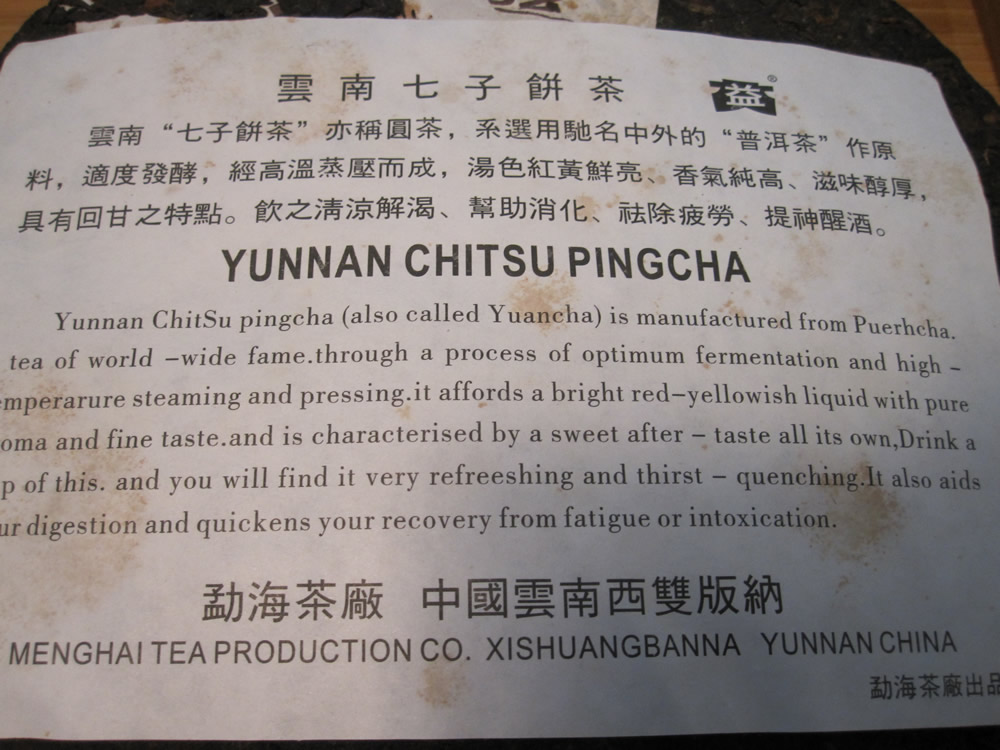 雲南七子餅茶 益®
雲南“七子餅茶”亦稱圓茶，系選用馳名中外的“普洱茶”作原
料，適度發酵，經高溫蒸壓而成，湯色紅黃鮮亮、香氣純高、滋味醇厚，
具有回甘之特點。飲之清涼解渴、幫助消化、祛除疲勞、提神醒酒。
YUNNAN CHITSU PINGCHA
Yunnan ChitSu pingcha (also called Yuancha) is manufactured from Puerhcha.
tea of world -wide fame.through a process of optimum fermentation and high -
emperarure steaming and pressing.it affords a bright red-yellowish liquid with pure
oma and fine taste.and is characterised by a sweet after - taste all its own,Drink a
p of this. and you will find it very refreeshing and thirst - quenching.It also aids
ur digestion and quickens your recovery from fatigue or intoxication.
勐海茶廠 中國雲南西雙版納
MENGHAI TEA PRODUCTION CO. XISHUANGBANNA YUNNAN CHINA
勐海茶廠出品